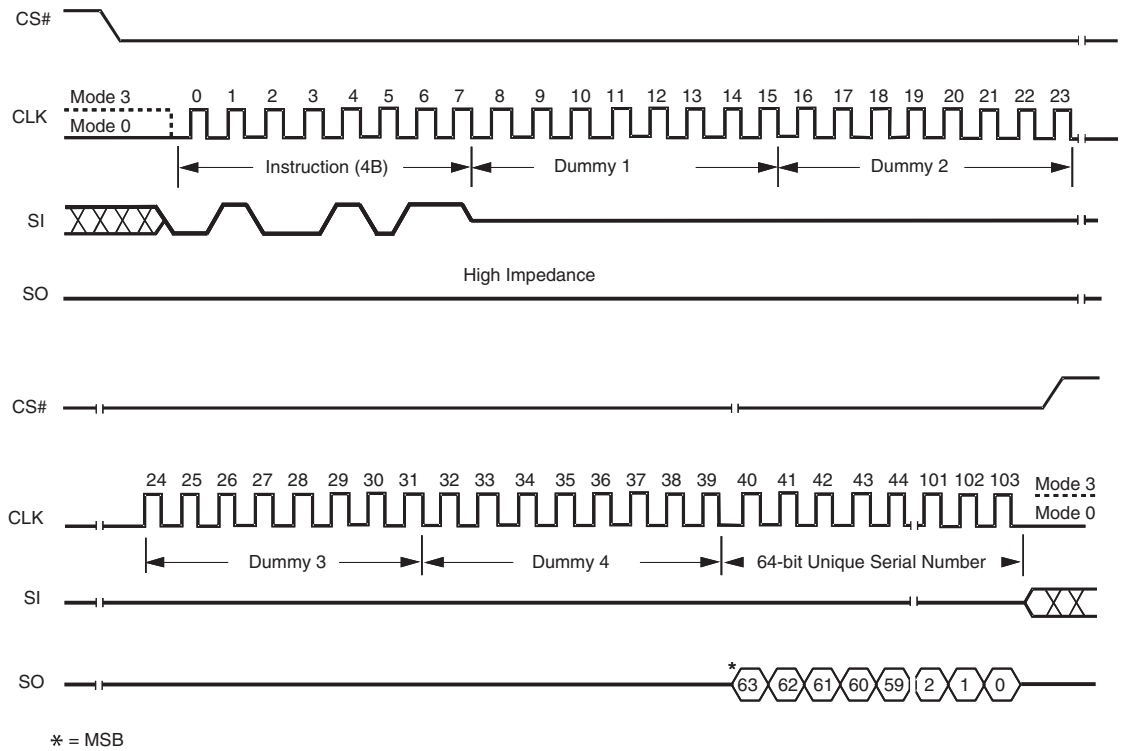 CS#
Mode 3
0 1 2 3 4 5 6 7 8 9 10 11 12 13 14 15 16 17 18 19 20 21 22 23
CLK
Mode 0
Instruction (4B) Dummy 1 Dummy 2
SI
High Impedance
SO
CS#
24 25 26 27 28 29 30 31 32 33 34 35 36 37 38 39 40 41 42 43 44 101 102 103
Mode 3
CLK
Mode 0
Dummy 3 Dummy 4 64-bit Unique Serial Number
SI
*
SO
63 62 61 60 59 2 1 0
* = MSB